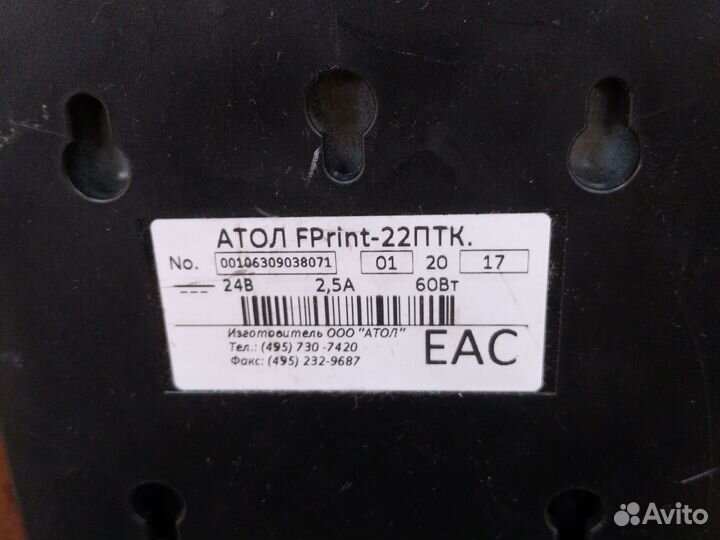 АТОЛ FPrint-22ПТК.
No. 00106309038071 01 20 17
24В 2,5А 60Вт
Изготовитель ООО "АТОЛ"
Тел.: (495) 730 -7420
Факс: (495) 232-9687
EAC
Avito